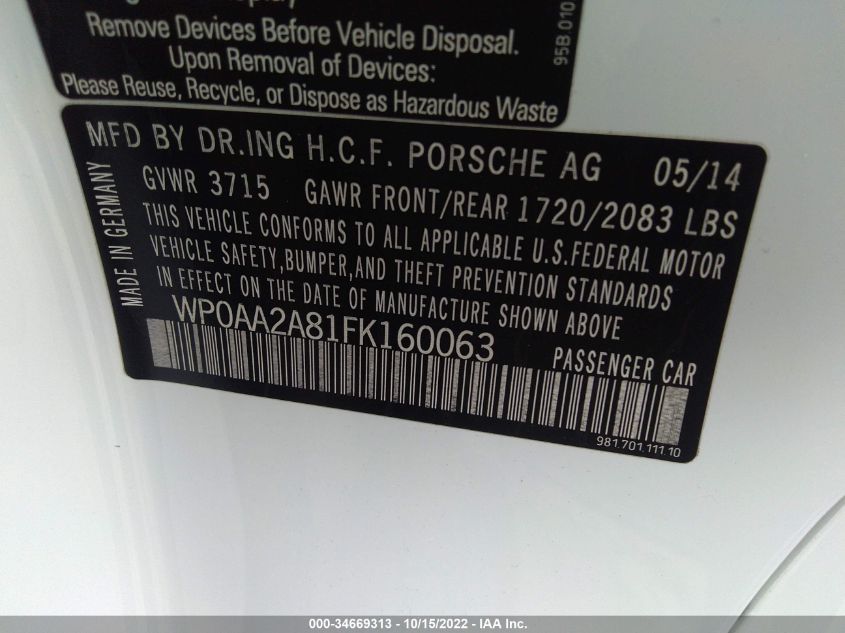 Remove Devices Before Vehicle Disposal.
Upon Removal of Devices:
Please Reuse, Recycle, or Dispose as Hazardous Waste
95B.010
MFD BY DR.ING H.C.F. PORSCHE AG 05/14
GVWR 3715 GAWR FRONT/REAR 1720/2083 LBS
THIS VEHICLE CONFORMS TO ALL APPLICABLE U.S.FEDERAL MOTOR
VEHICLE SAFETY,BUMPER,AND THEFT PREVENTION STANDARDS
IN EFFECT ON THE DATE OF MANUFACTURE SHOWN ABOVE
MADE IN GERMANY
WP0AA2A81FK160063
PASSENGER CAR
981.701.111.10
000-34669313 - 10/15/2022 - IAA Inc.